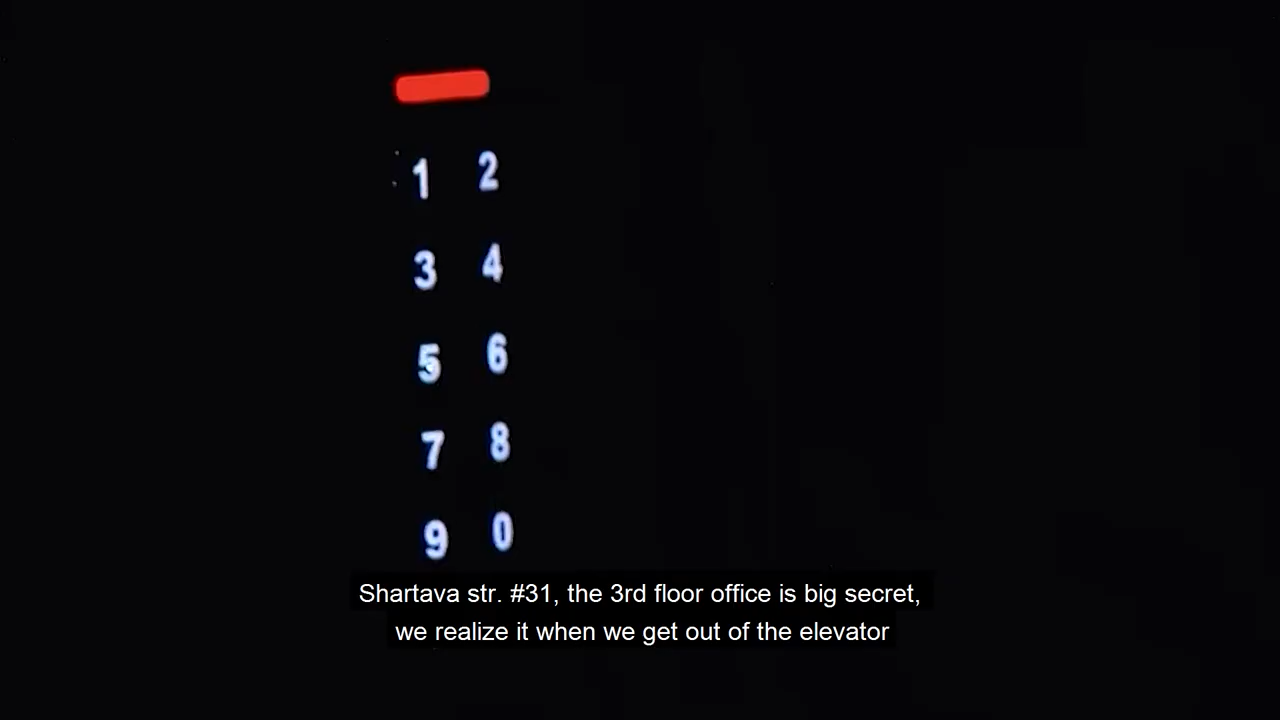 1 2
3 4
5 6
7 8
9 0
Shartava str. #31, the 3rd floor office is big secret,
we realize it when we get out of the elevator